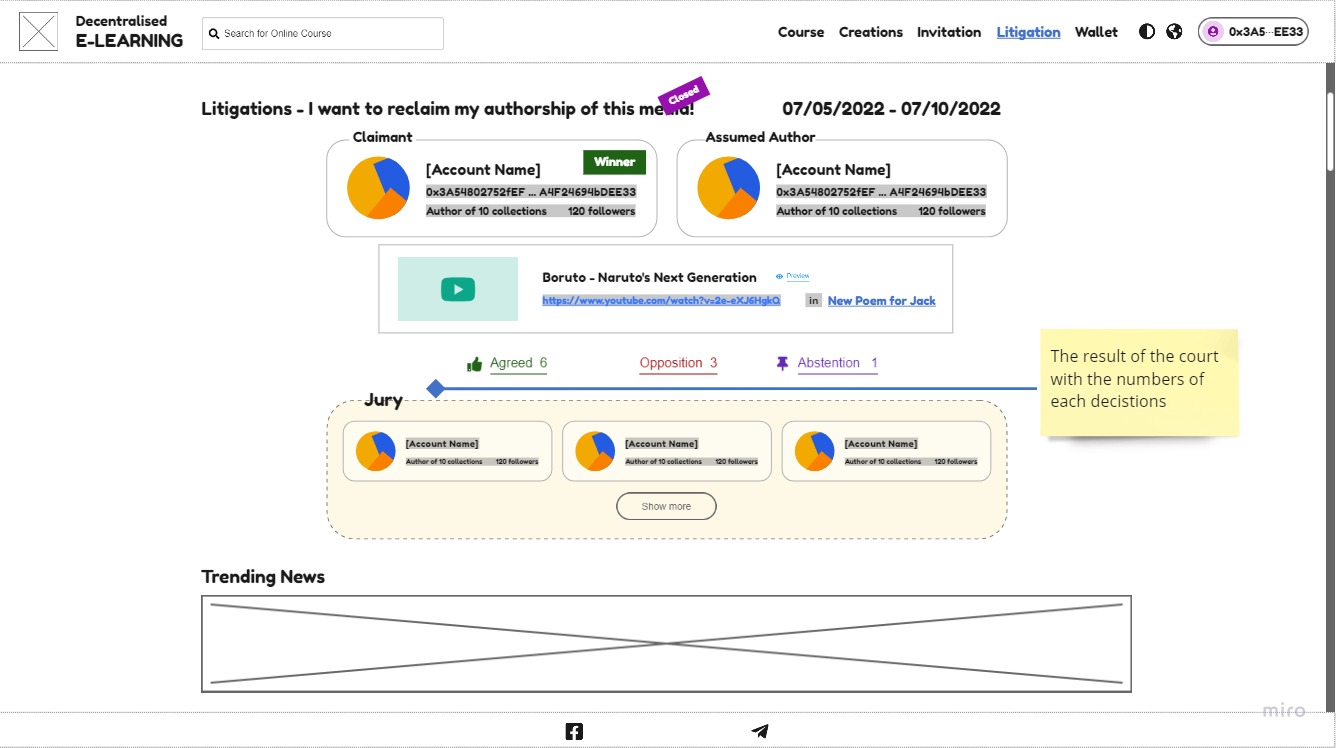 Decentralised
E-LEARNING
Search for Online Course
Course Creations Invitation Litigation Wallet
0x3A5···EE33
Litigations - I want to reclaim my authorship of this media!
Closed
07/05/2022 - 07/10/2022
Claimant
[Account Name]
Winner
0x3A54802752fEF ... A4F24694bDEE33
Author of 10 collections 120 followers
Assumed Author
[Account Name]
0x3A54802752fEF ... A4F24694bDEE33
Author of 10 collections 120 followers
Boruto - Naruto's Next Generation
Preview
https://www.youtube.com/watch?v=2e-eXJ6HgkQ
in New Poem for Jack
Agreed 6
Opposition 3
Abstention 1
The result of the court
with the numbers of
each decistions
Jury
[Account Name]
Author of 10 collections 120 followers
[Account Name]
Author of 10 collections 120 followers
[Account Name]
Author of 10 collections 120 followers
Show more
Trending News
miro